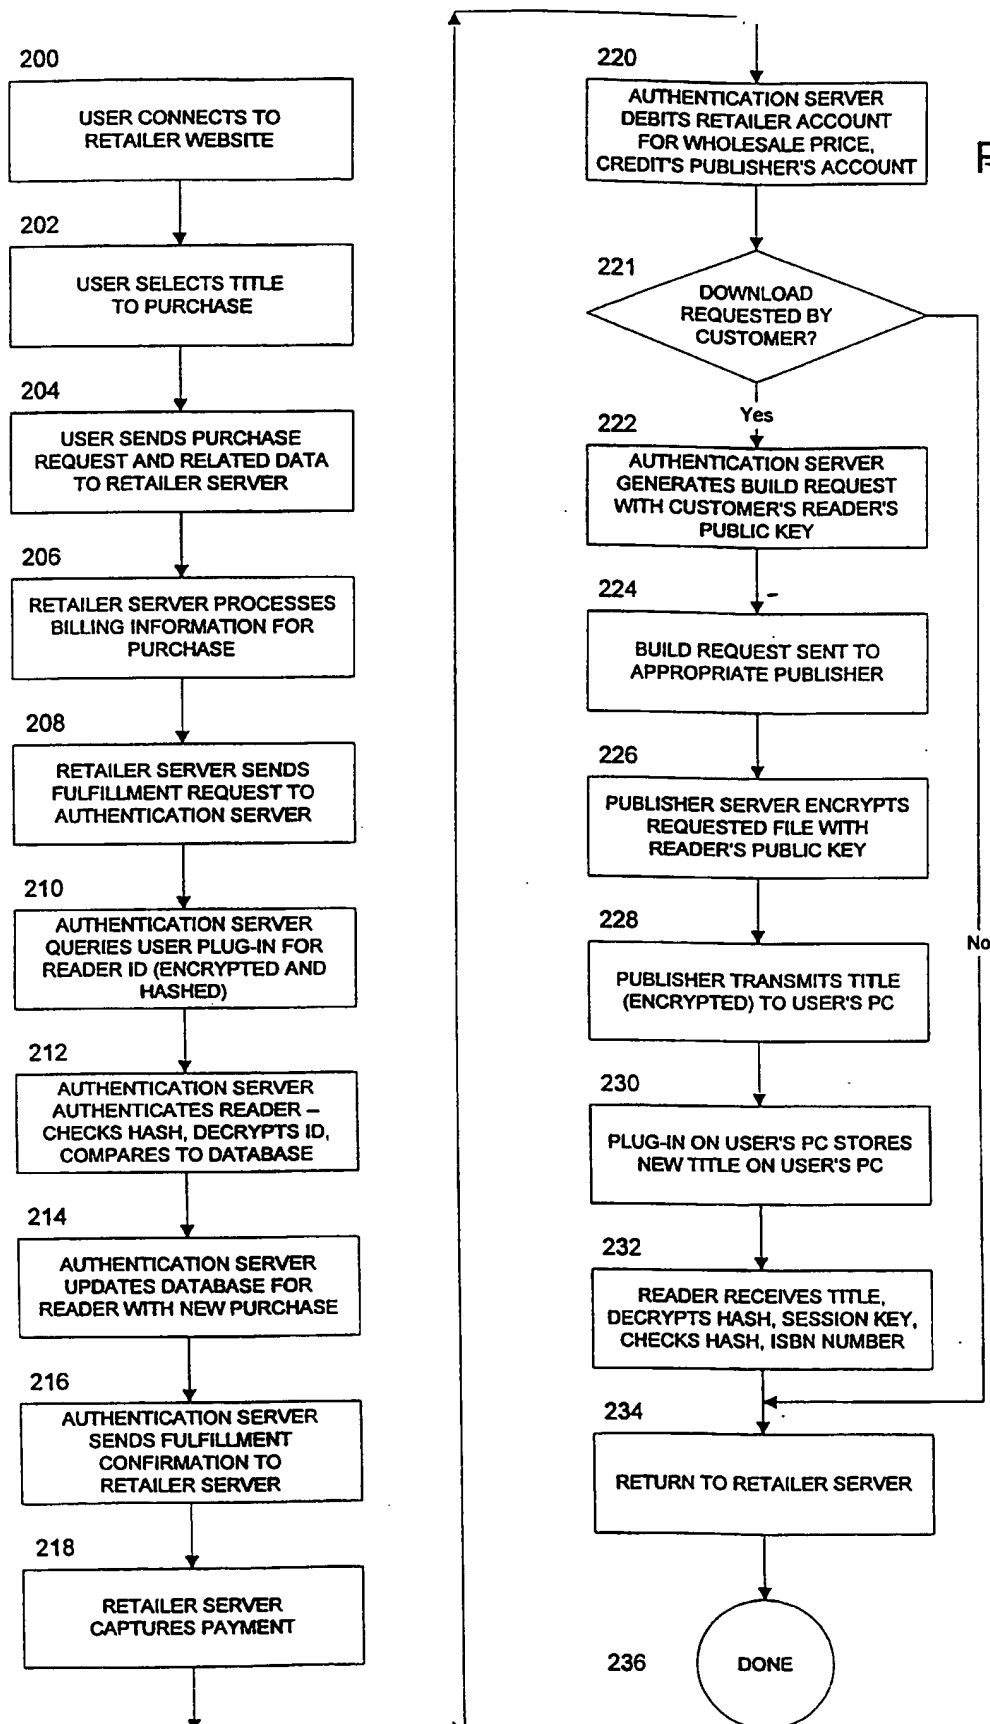 200
USER CONNECTS TO
RETAILER WEBSITE
202
USER SELECTS TITLE
TO PURCHASE
204
USER SENDS PURCHASE
REQUEST AND RELATED DATA
TO RETAILER SERVER
206
RETAILER SERVER PROCESSES
BILLING INFORMATION FOR
PURCHASE
208
RETAILER SERVER SENDS
FULFILLMENT REQUEST TO
AUTHENTICATION SERVER
210
AUTHENTICATION SERVER
QUERIES USER PLUG-IN FOR
READER ID (ENCRYPTED AND
HASHED)
212
AUTHENTICATION SERVER
AUTHENTICATES READER –
CHECKS HASH, DECRYPTS ID,
COMPARES TO DATABASE
214
AUTHENTICATION SERVER
UPDATES DATABASE FOR
READER WITH NEW PURCHASE
216
AUTHENTICATION SERVER
SENDS FULFILLMENT
CONFIRMATION TO
RETAILER SERVER
218
RETAILER SERVER
CAPTURES PAYMENT
220
AUTHENTICATION SERVER
DEBITS RETAILER ACCOUNT
FOR WHOLESALE PRICE,
CREDIT'S PUBLISHER'S ACCOUNT
221
DOWNLOAD
REQUESTED BY
CUSTOMER?
Yes
222
AUTHENTICATION SERVER
GENERATES BUILD REQUEST
WITH CUSTOMER'S READER'S
PUBLIC KEY
224
BUILD REQUEST SENT TO
APPROPRIATE PUBLISHER
226
PUBLISHER SERVER ENCRYPTS
REQUESTED FILE WITH
READER'S PUBLIC KEY
228
No
PUBLISHER TRANSMITS TITLE
(ENCRYPTED) TO USER'S PC
230
PLUG-IN ON USER'S PC STORES
NEW TITLE ON USER'S PC
232
READER RECEIVES TITLE,
DECRYPTS HASH, SESSION KEY,
CHECKS HASH, ISBN NUMBER
234
RETURN TO RETAILER SERVER
236
DONE